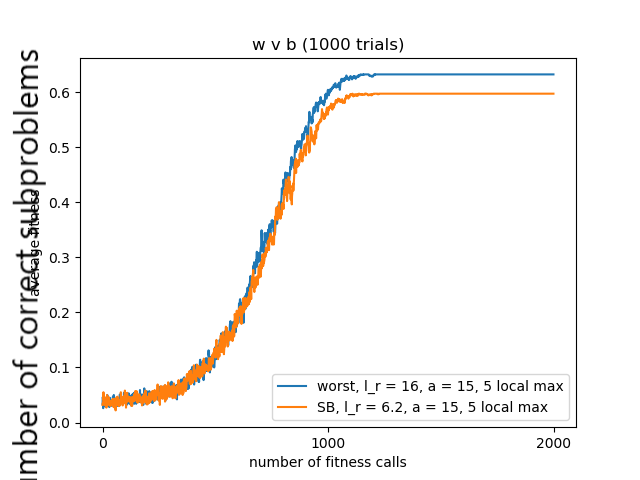 w v b (1000 trials)
mber of correct subproblems
average fitness
0.6
0.5
0.4
0.3
0.2
0.1
0.0
worst, l_r = 16, a = 15, 5 local max
SB, l_r = 6.2, a = 15, 5 local max
0 1000 2000
number of fitness calls